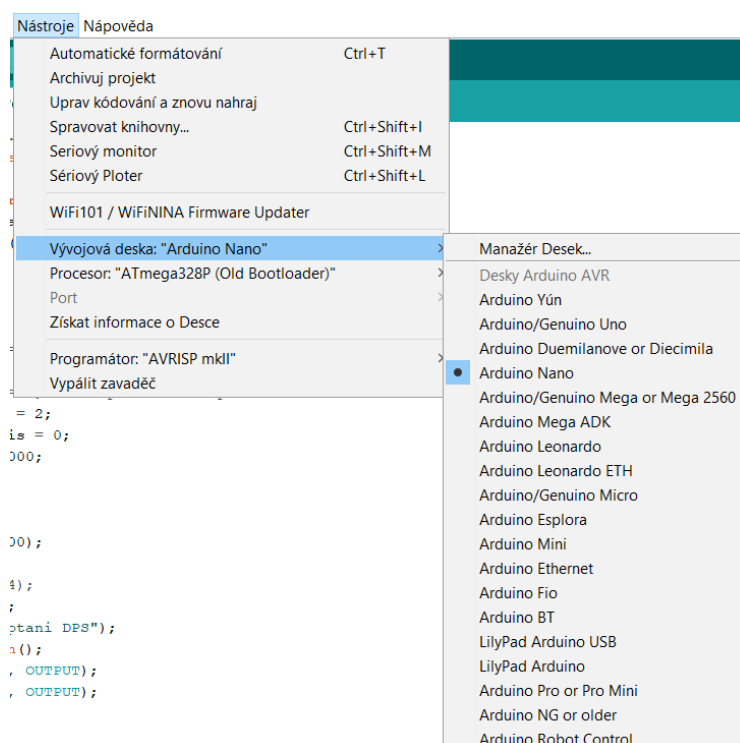 Nástroje Nápověda
Automatické formátování Ctrl+T
Archivuj projekt
Uprav kódování a znovu nahraj
Spravovat knihovny... Ctrl+Shift+I
Seriový monitor Ctrl+Shift+M
Sériový Ploter Ctrl+Shift+L
WiFi101 / WiFiNINA Firmware Updater
Vývojová deska: "Arduino Nano"
Procesor: "ATmega328P (Old Bootloader)"
Port
Získat informace o Desce
Programátor: "AVRISP mkII"
Vypálit zavaděč
Manažér Desek...
Desky Arduino AVR
Arduino Yún
Arduino/Genuino Uno
Arduino Duemilanove or Diecimila
Arduino Nano
Arduino/Genuino Mega or Mega 2560
Arduino Mega ADK
Arduino Leonardo
Arduino Leonardo ETH
Arduino/Genuino Micro
Arduino Esplora
Arduino Mini
Arduino Ethernet
Arduino Fio
Arduino BT
LilyPad Arduino USB
LilyPad Arduino
Arduino Pro or Pro Mini
Arduino NG or older
Arduino Robot Control
= 2;
is = 0;
000;
00);
4);
;
ptani DPS");
n();
, OUTPUT);
, OUTPUT);